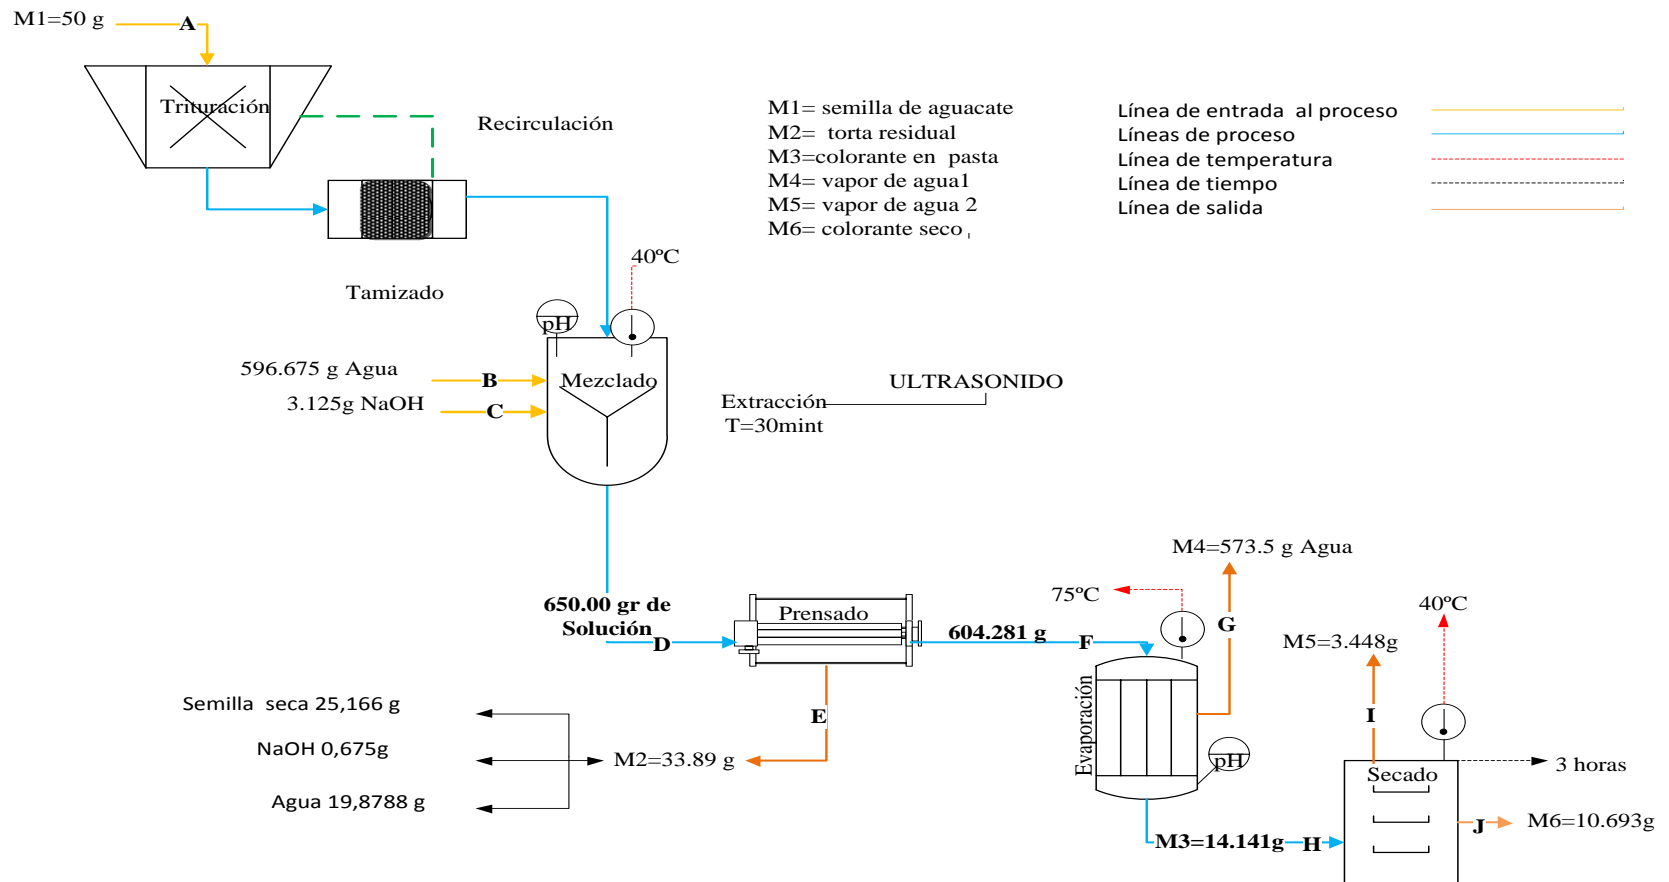 M1=50 g
A
Trituración
Recirculación
Tamizado
M1= semilla de aguacate
M2= torta residual
M3=colorante en pasta
M4= vapor de agua1
M5= vapor de agua 2
M6= colorante seco
Línea de entrada al proceso
Líneas de proceso
Línea de temperatura
Línea de tiempo
Línea de salida
40ºC
pH
596.675 g Agua
B
3.125g NaOH
C
Mezclado
ULTRASONIDO
Extracción
T=30mint
650.00 gr de
Solución
D
Prensado
604.281 g
F
E
Semilla seca 25,166 g
NaOH 0,675g
Agua 19,8788 g
M2=33.89 g
M4=573.5 g Agua
75ºC
G
Evaporación
pH
M3=14.141g
H
40ºC
M5=3.448g
I
Secado
3 horas
J
M6=10.693g